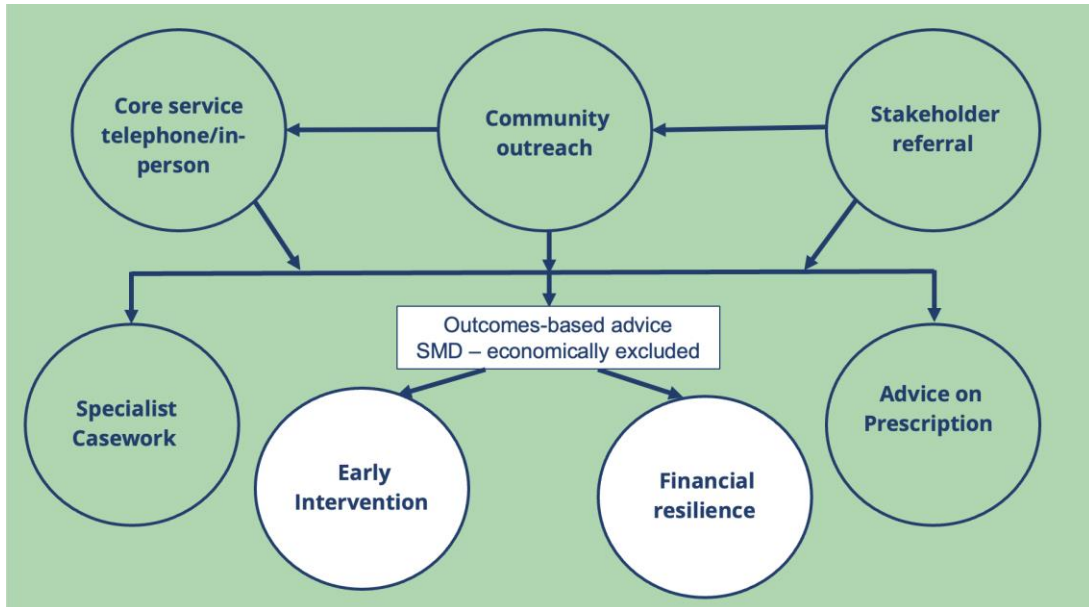 Core service
telephone/in-
person
Community
outreach
Stakeholder
referral
Outcomes-based advice
SMD – economically excluded
Specialist
Casework
Early
Intervention
Financial
resilience
Advice on
Prescription